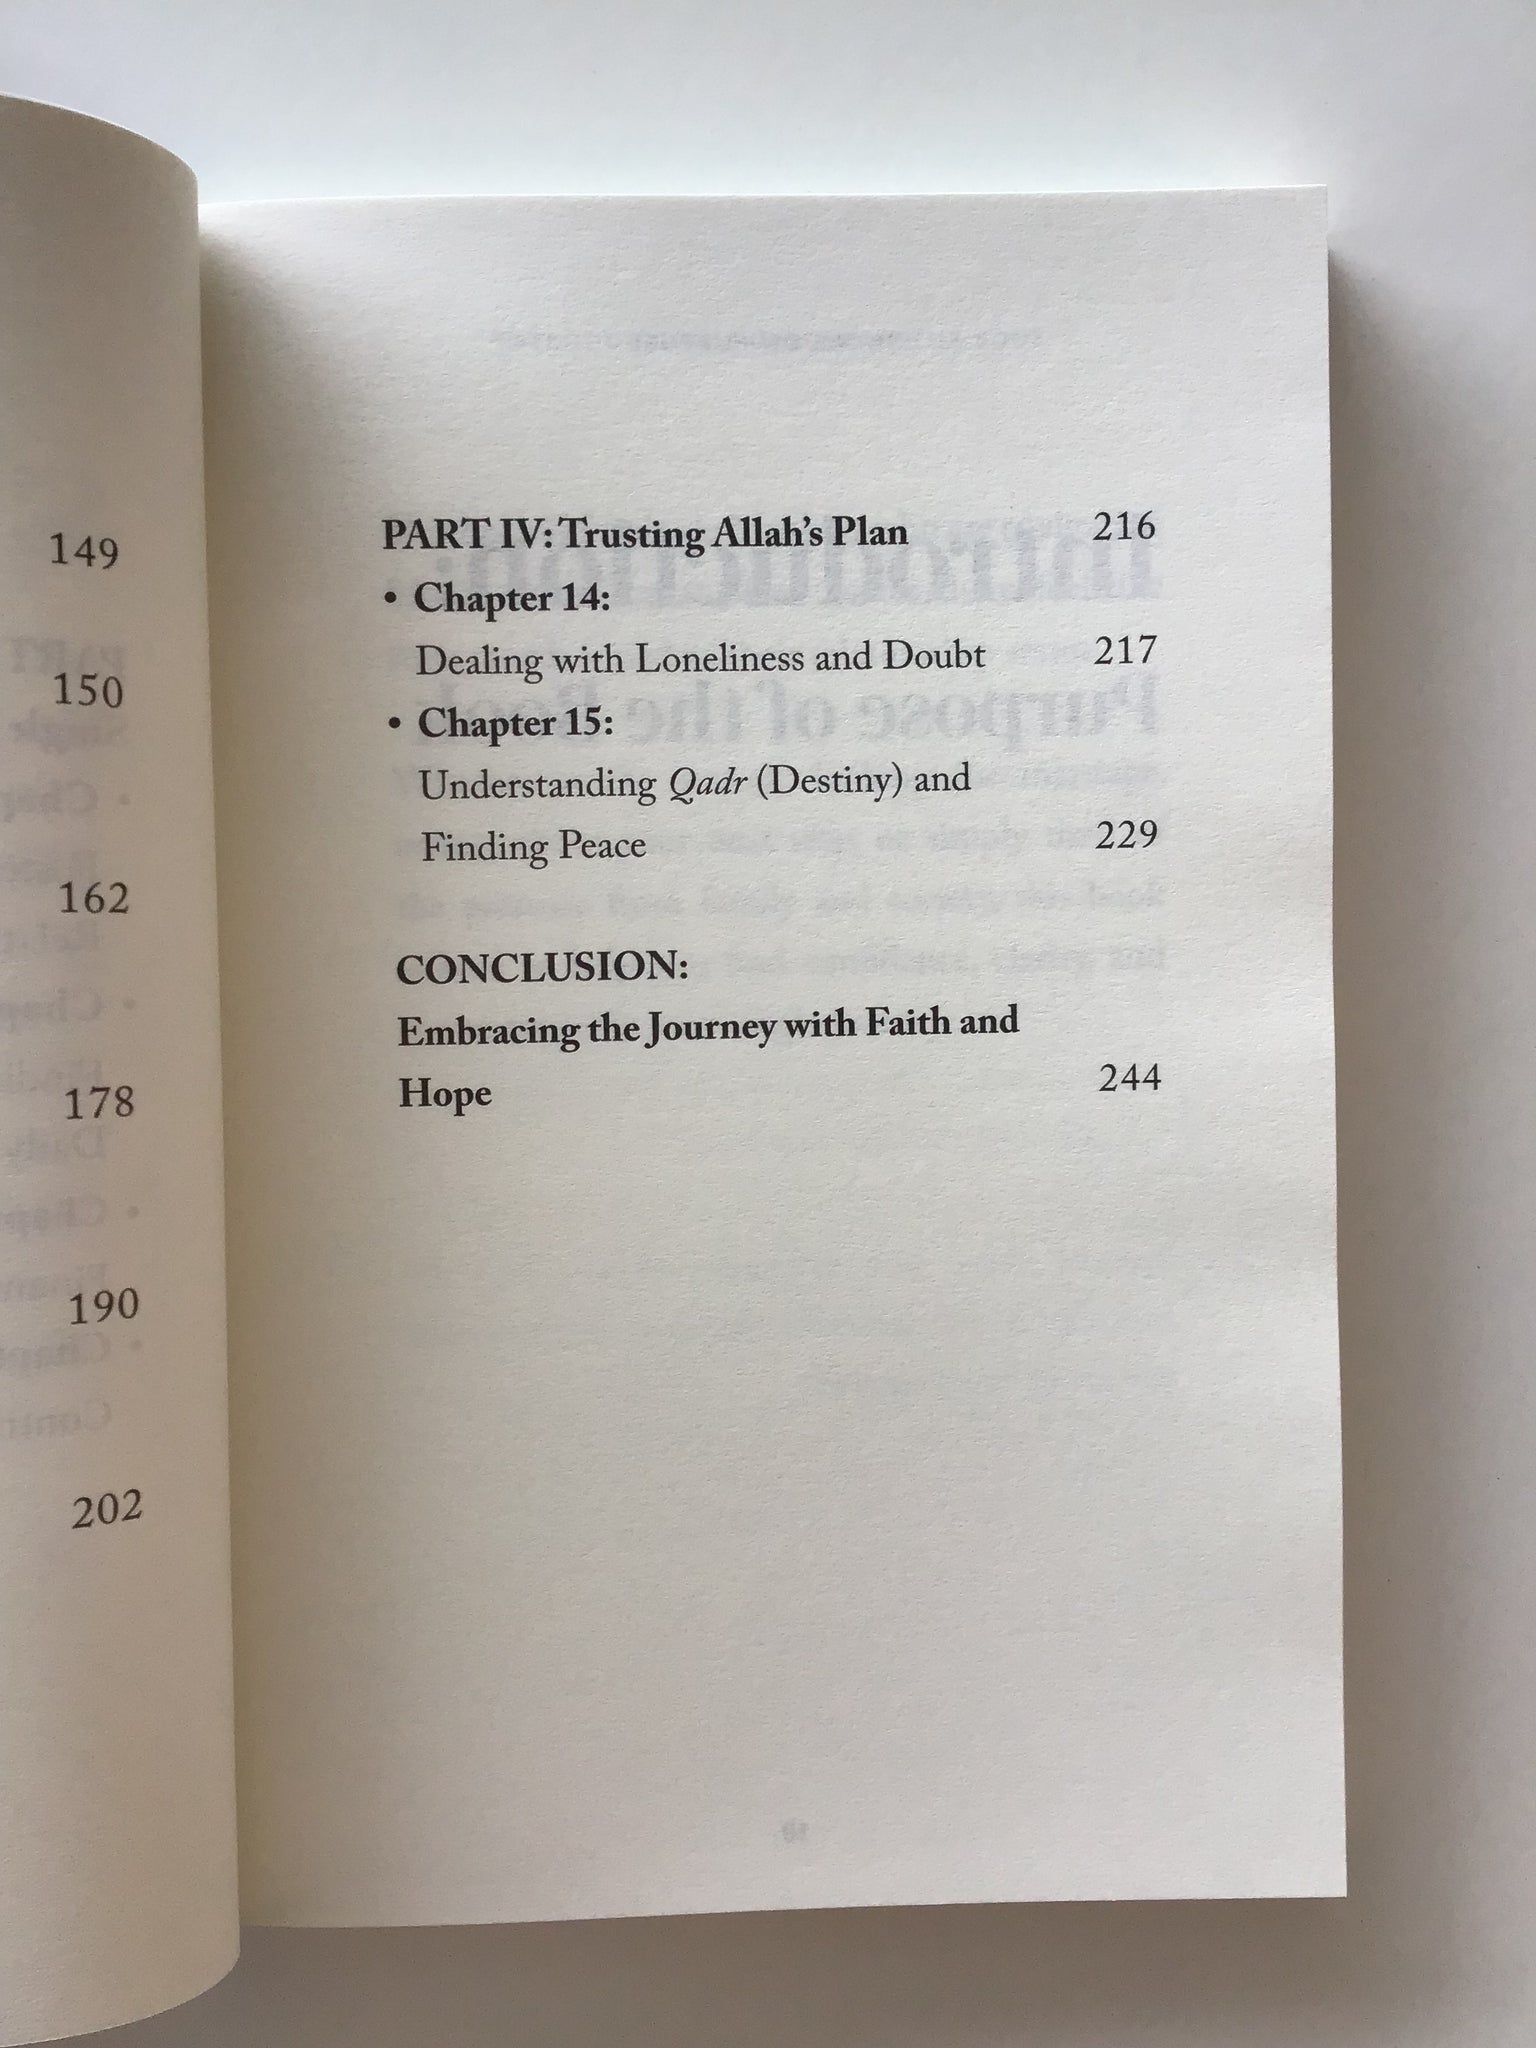 149
150
162
178
190
202
PART IV: Trusting Allah's Plan 216
• Chapter 14:
Dealing with Loneliness and Doubt 217
• Chapter 15:
Understanding Qadr (Destiny) and
Finding Peace 229
CONCLUSION:
Embracing the Journey with Faith and
Hope 244